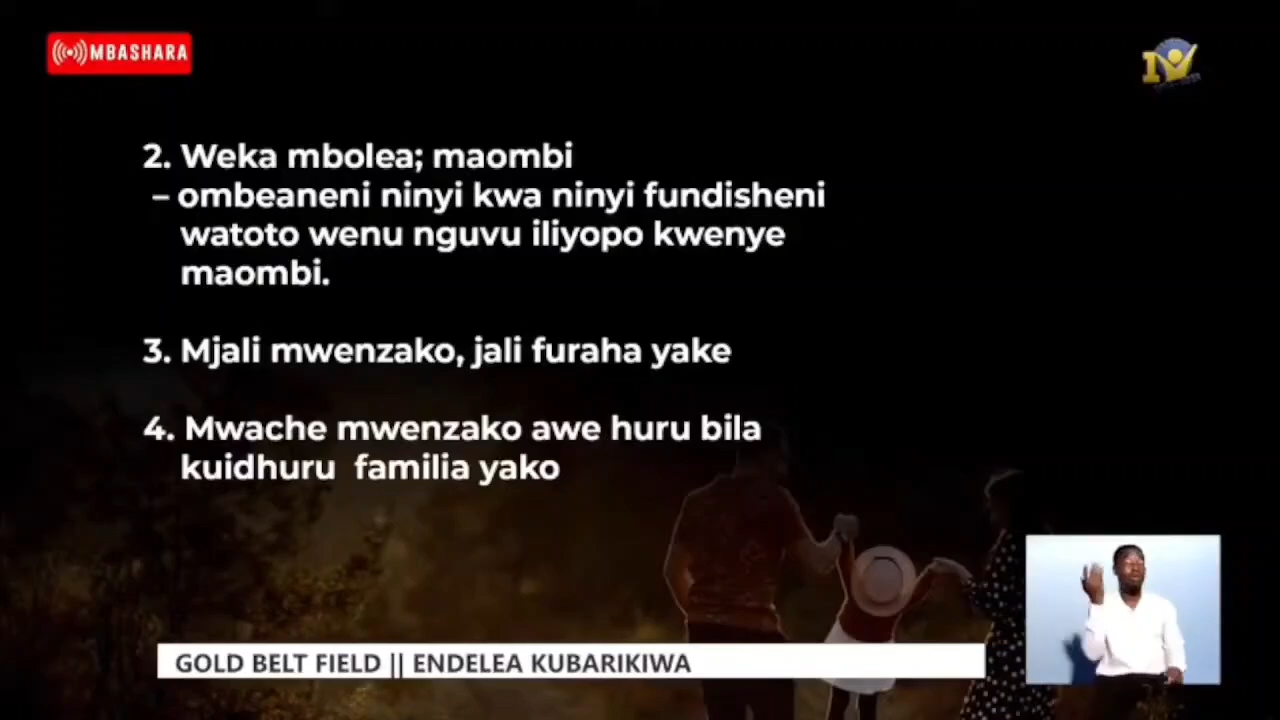 MBASHARA
2. Weka mbolea; maombi
– ombeaneni ninyi kwa ninyi fundisheni
watoto wenu nguvu iliyopo kwenye
maombi.
3. Mjali mwenzako, jali furaha yake
4. Mwache mwenzako awe huru bila
kuidhuru familia yako
GOLD BELT FIELD || ENDELEA KUBARIKIWA